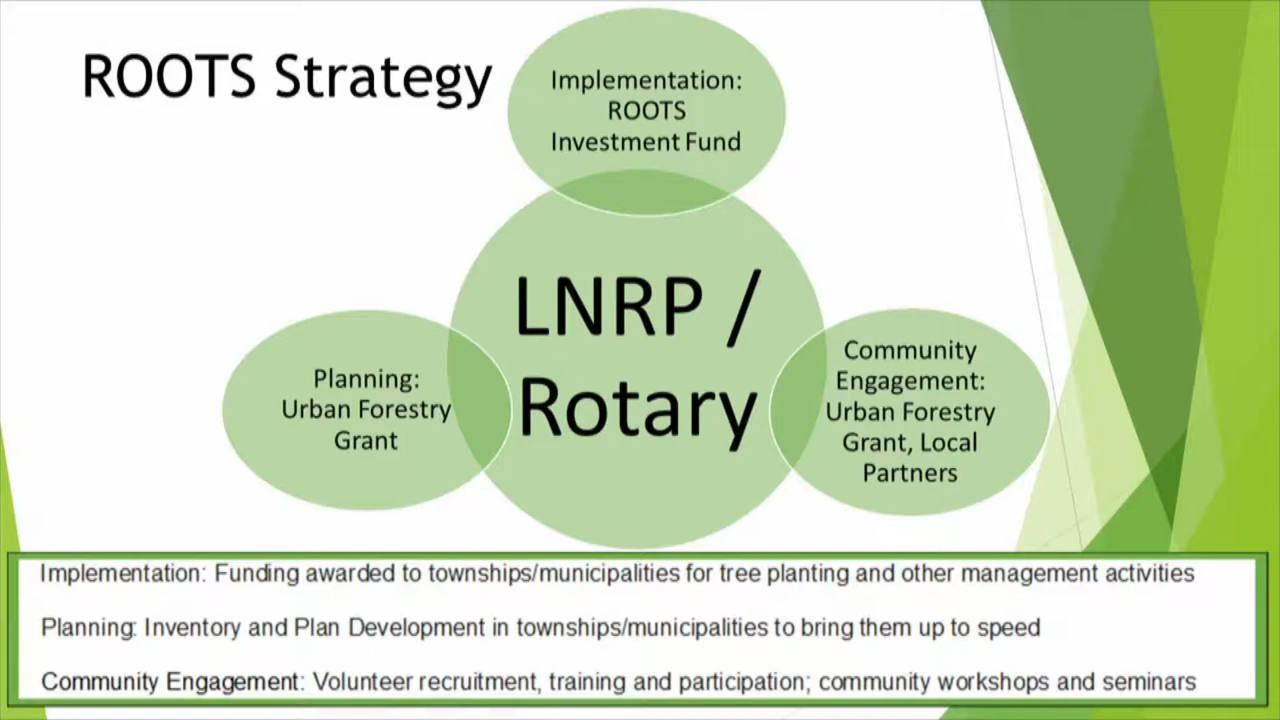 ROOTS Strategy
Implementation:
ROOTS
Investment Fund
LNRP /
Rotary
Planning:
Urban Forestry
Grant
Community
Engagement:
Urban Forestry
Grant, Local
Partners
Implementation: Funding awarded to townships/municipalities for tree planting and other management activities
Planning: Inventory and Plan Development in townships/municipalities to bring them up to speed
Community Engagement: Volunteer recruitment, training and participation; community workshops and seminars